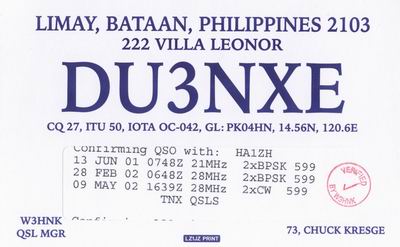 LIMAY, BATAAN, PHILIPPINES 2103
222 VILLA LEONOR
DU3NXE
CQ 27, ITU 50, IOTA OC-042, GL: PK04HN, 14.56N, 120.6E
Confirming QSO with: HA1ZH
13 JUN 01 0748Z 21MHz 2xBPSK 599
28 FEB 02 0648Z 28MHz 2xBPSK 599
09 MAY 02 1639Z 28MHz 2xCW 599
TNX QSLS
VERIFIED
BY W3HNK
W3HNK
QSL MGR
73, CHUCK KRESGE
LZ1JZ PRINT